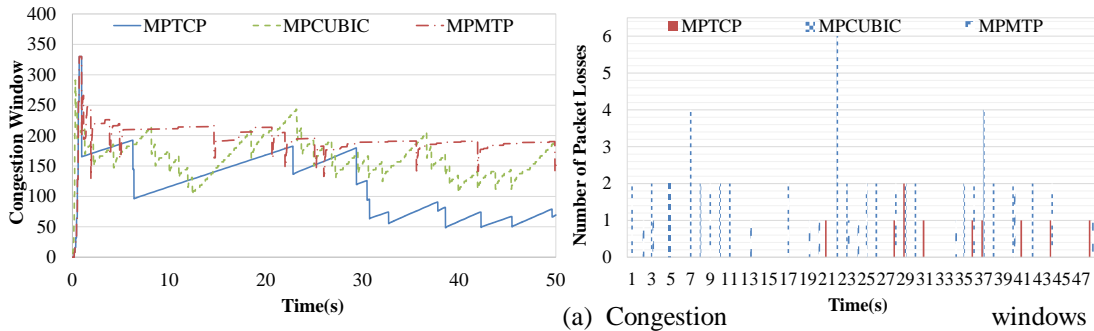 MPTCP MPCUBIC MPMTP
400
350
300
250
200
150
100
50
0
Congestion Window
0 10 20 30 40 50
Time(s)
MPTCP MPCUBIC MPMTP
6
5
4
3
2
1
0
Number of Packet Losses
1 3 5 7 9 11 13 15 17 19 21 23 25 27 29 31 33 35 37 39 41 43 45 47
Time(s)
(a) Congestion windows